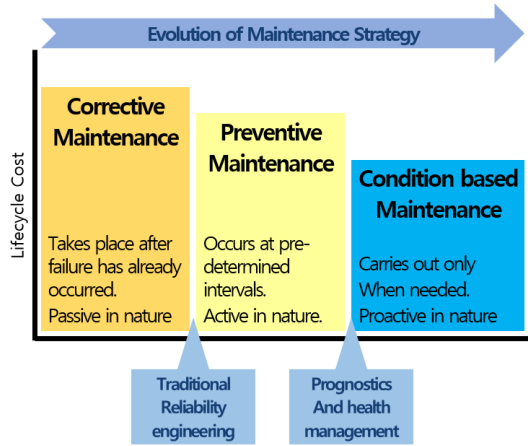 Evolution of Maintenance Strategy
Lifecycle Cost
Corrective
Maintenance
Takes place after
failure has already
occurred.
Passive in nature
Preventive
Maintenance
Occurs at pre-
determined
intervals.
Active in nature.
Condition based
Maintenance
Carries out only
When needed.
Proactive in nature
Traditional
Reliability
engineering
Prognostics
And health
management